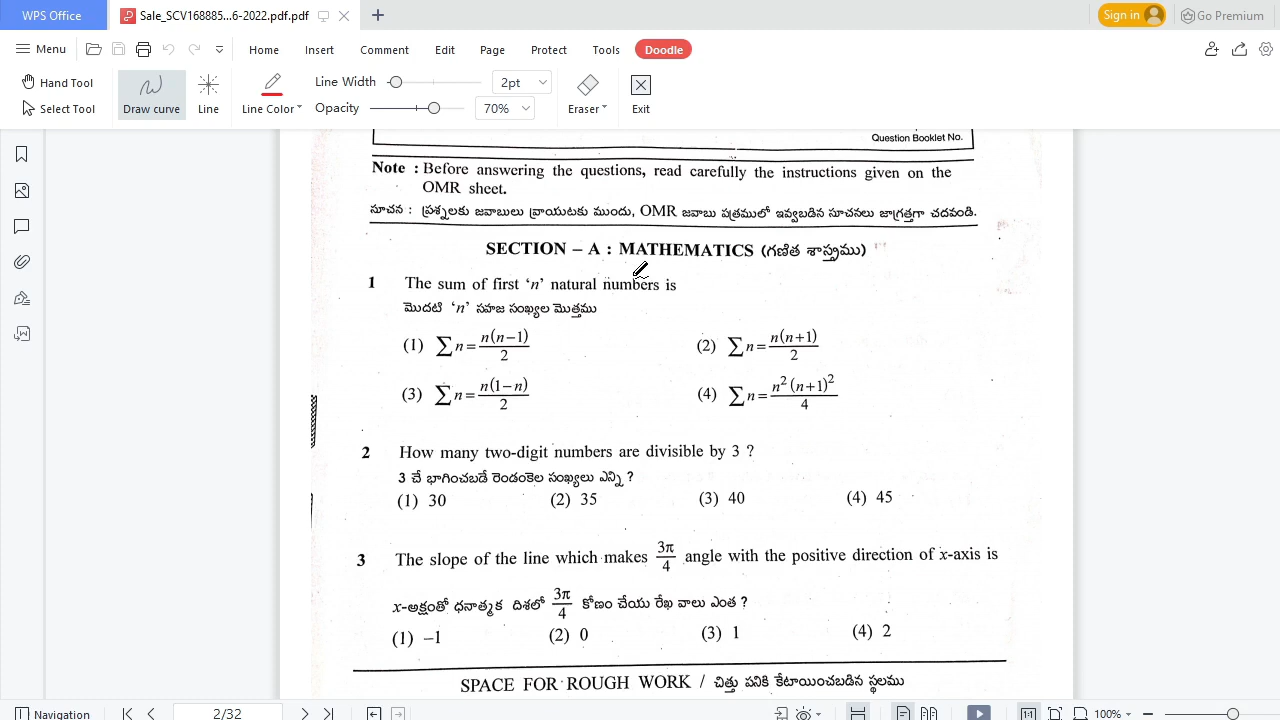 WPS Office
Sale_SCV168885...6-2022.pdf.pdf
Sign in
Go Premium
Menu
Home Insert Comment Edit Page Protect Tools Doodle
Hand Tool
Select Tool
Draw curve
Line
Line Color
Line Width 2pt
Opacity 70%
Eraser
Exit
Question Booklet No.
Note : Before answering the questions, read carefully the instructions given on the
OMR sheet.
సూచన : ప్రశ్నలకు జవాబులు వ్రాయుటకు ముందు, OMR జవాబు పత్రములో ఇవ్వబడిన సూచనలు జాగ్రత్తగా చదవండి.
SECTION – A : MATHEMATICS (గణిత శాస్త్రము)
1 The sum of first ‘n’ natural numbers is
మొదటి ‘n’ సహజ సంఖ్యల మొత్తము
(1) ∑n = n(n−1)/2 (2) ∑n = n(n+1)/2
(3) ∑n = n(1−n)/2 (4) ∑n = n²(n+1)²/4
2 How many two-digit numbers are divisible by 3 ?
3 చే భాగించబడే రెండంకెల సంఖ్యలు ఎన్ని ?
(1) 30 (2) 35 (3) 40 (4) 45
3 The slope of the line which makes 3π/4 angle with the positive direction of x-axis is
x-అక్షంతో ధనాత్మక దిశలో 3π/4 కోణం చేయు రేఖ వాలు ఎంత ?
(1) –1 (2) 0 (3) 1 (4) 2
SPACE FOR ROUGH WORK / చిత్తు పనికి కేటాయించబడిన స్థలము
Navigation 2/32 1:1 100%